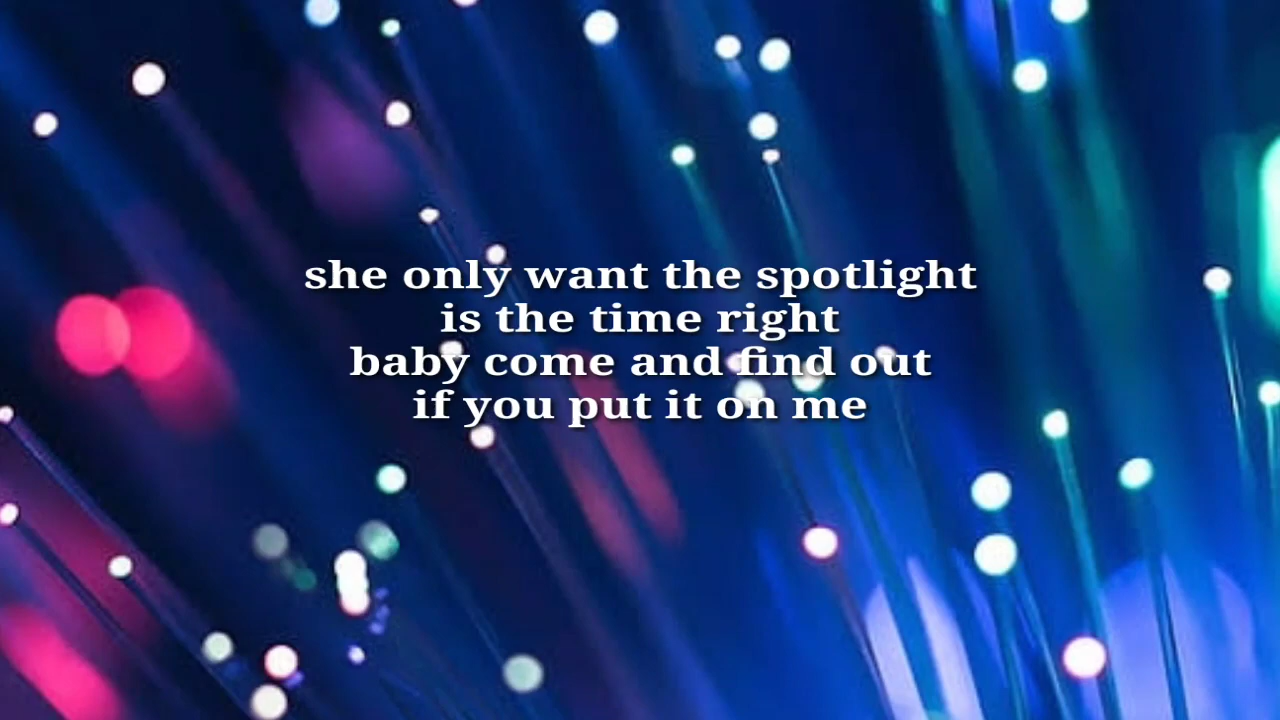 she only want the spotlight
is the time right
baby come and find out
if you put it on me